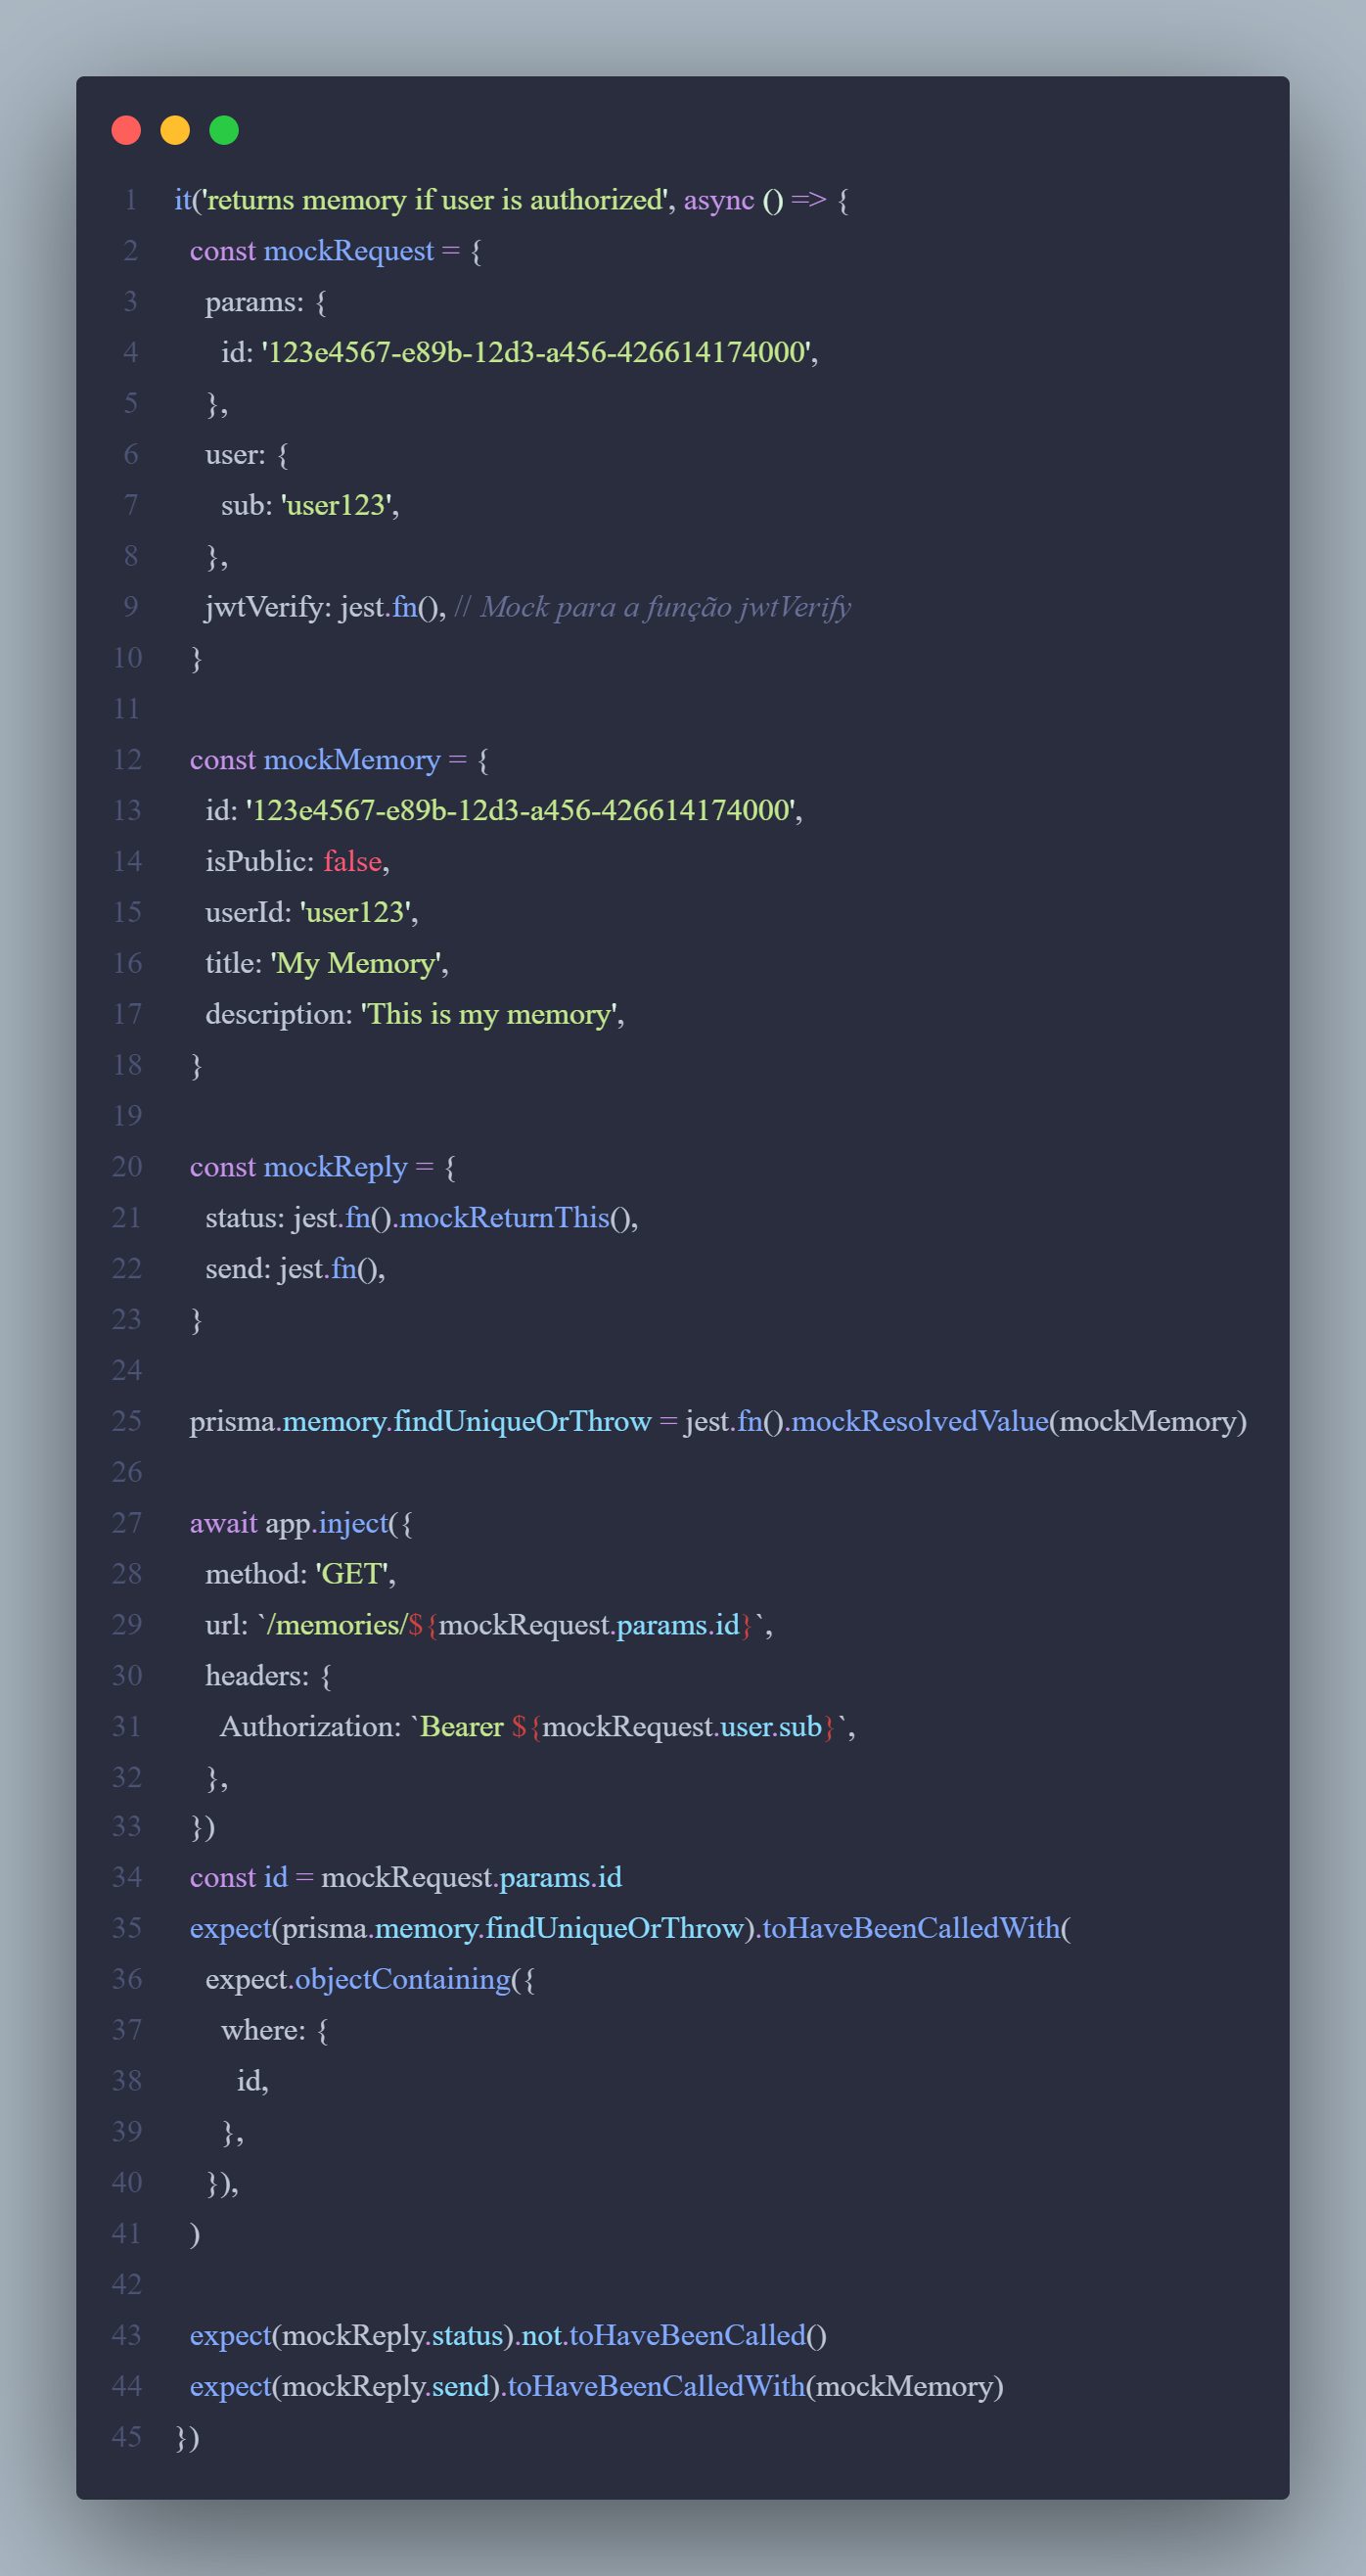 1 it('returns memory if user is authorized', async () => {
2 const mockRequest = {
3 params: {
4 id: '123e4567-e89b-12d3-a456-426614174000',
5 },
6 user: {
7 sub: 'user123',
8 },
9 jwtVerify: jest.fn(), // Mock para a função jwtVerify
10 }
11
12 const mockMemory = {
13 id: '123e4567-e89b-12d3-a456-426614174000',
14 isPublic: false,
15 userId: 'user123',
16 title: 'My Memory',
17 description: 'This is my memory',
18 }
19
20 const mockReply = {
21 status: jest.fn().mockReturnThis(),
22 send: jest.fn(),
23 }
24
25 prisma.memory.findUniqueOrThrow = jest.fn().mockResolvedValue(mockMemory)
26
27 await app.inject({
28 method: 'GET',
29 url: `/memories/${mockRequest.params.id}`,
30 headers: {
31 Authorization: `Bearer ${mockRequest.user.sub}`,
32 },
33 })
34 const id = mockRequest.params.id
35 expect(prisma.memory.findUniqueOrThrow).toHaveBeenCalledWith(
36 expect.objectContaining({
37 where: {
38 id,
39 },
40 }),
41 )
42
43 expect(mockReply.status).not.toHaveBeenCalled()
44 expect(mockReply.send).toHaveBeenCalledWith(mockMemory)
45 })